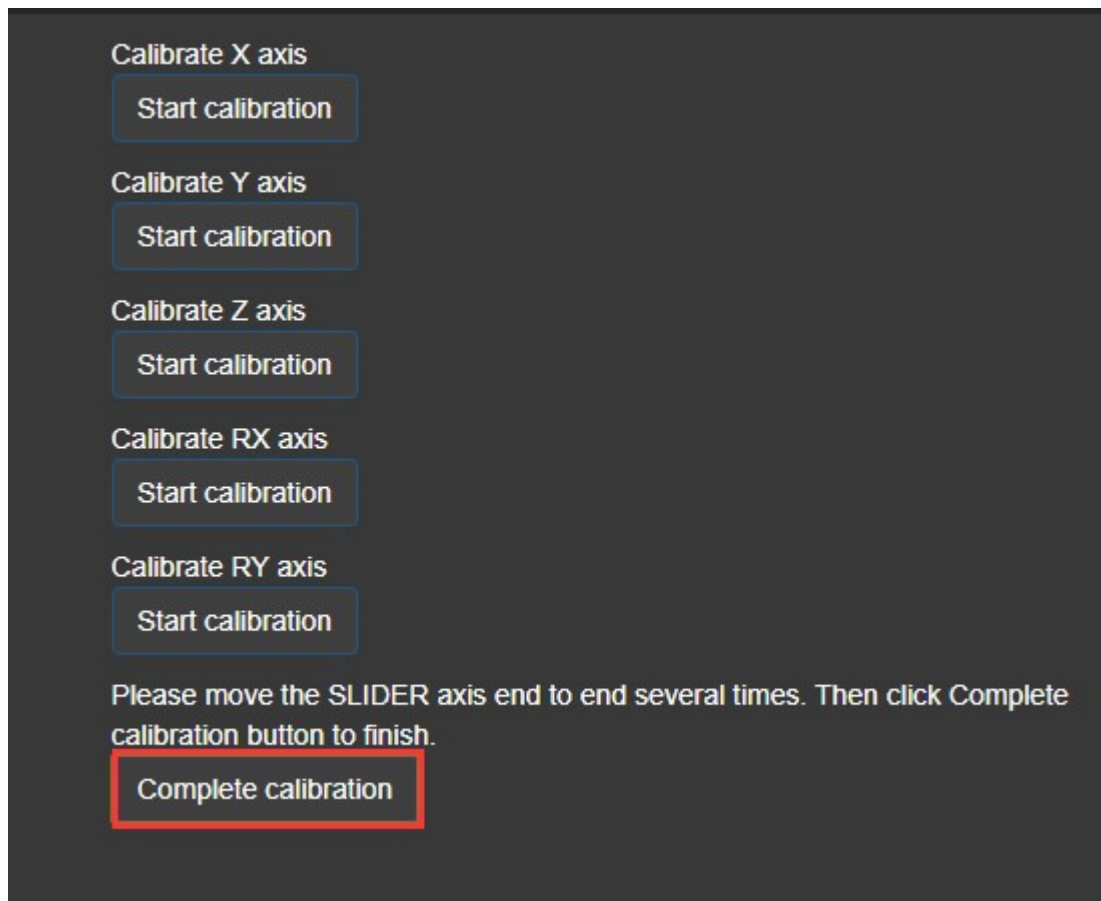 Calibrate X axis
Start calibration
Calibrate Y axis
Start calibration
Calibrate Z axis
Start calibration
Calibrate RX axis
Start calibration
Calibrate RY axis
Start calibration
Please move the SLIDER axis end to end several times. Then click Complete
calibration button to finish.
Complete calibration